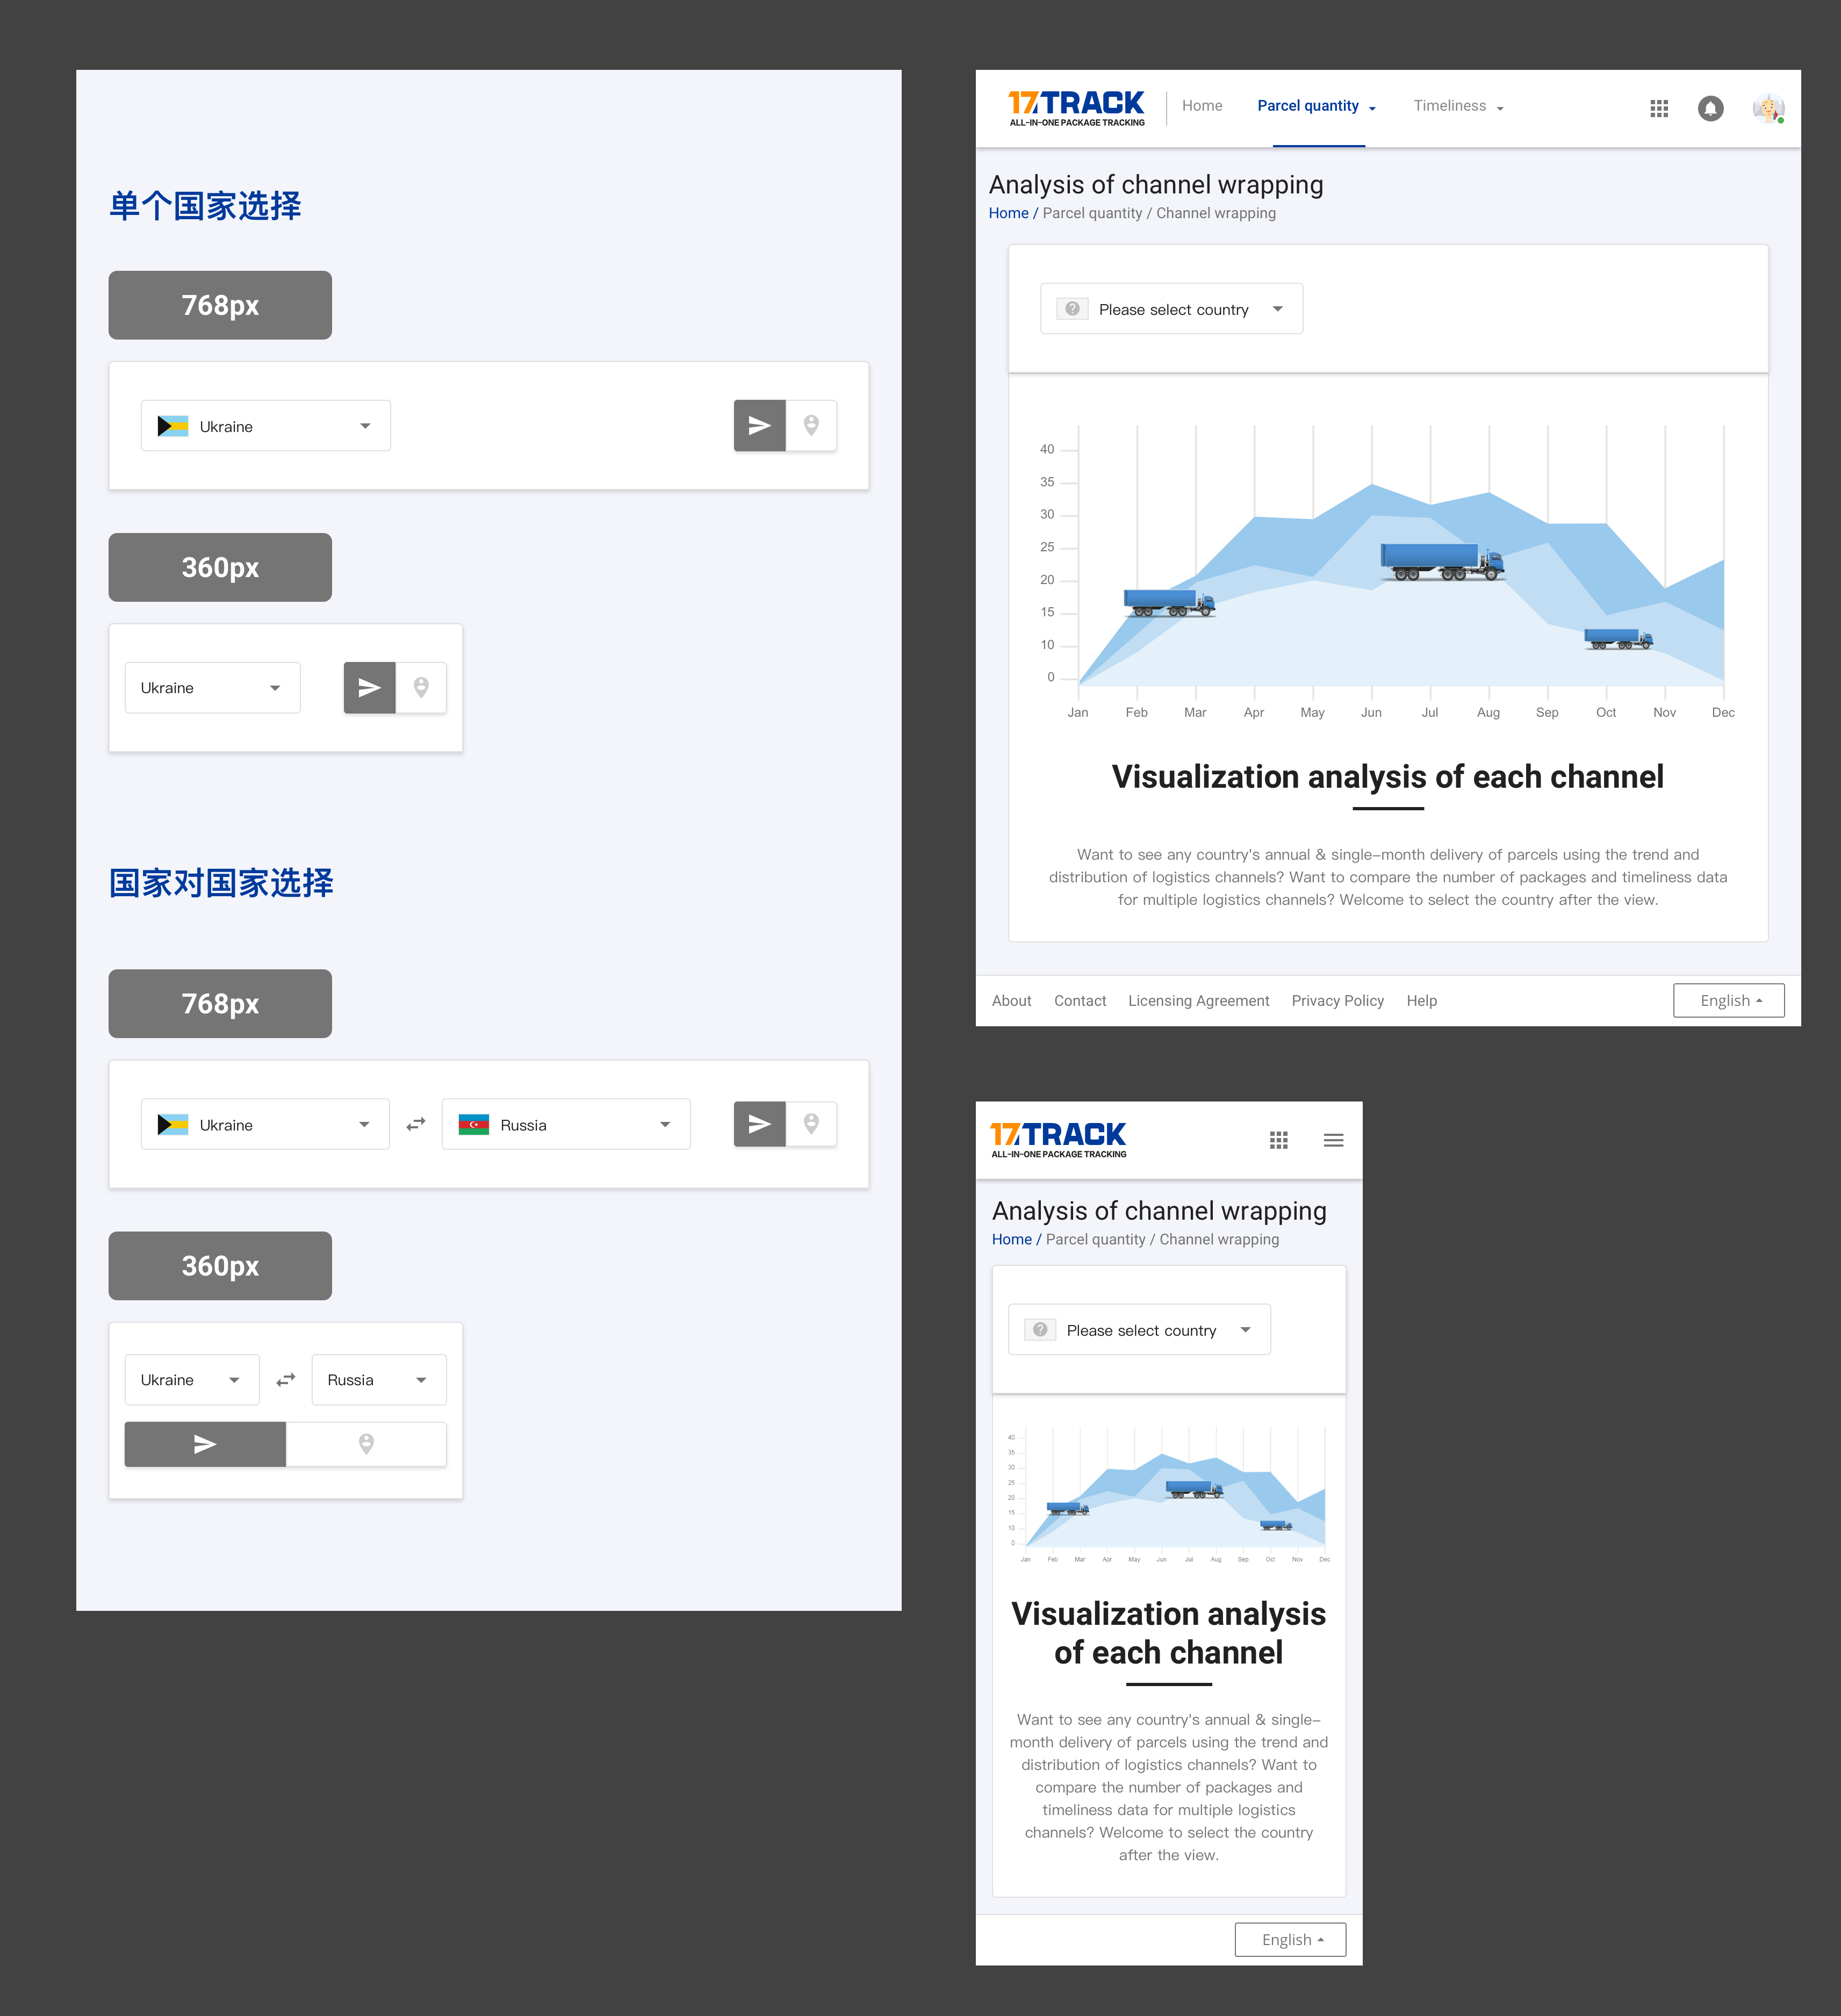 单个国家选择
768px
Ukraine
360px
Ukraine
国家对国家选择
768px
Ukraine
Russia
360px
Ukraine
Russia
17TRACK
ALL-IN-ONE PACKAGE TRACKING
Home
Parcel quantity
Timeliness
Analysis of channel wrapping
Home / Parcel quantity / Channel wrapping
? Please select country
40
35
30
25
20
15
10
0
Jan Feb Mar Apr May Jun Jul Aug Sep Oct Nov Dec
Visualization analysis of each channel
Want to see any country's annual & single-month delivery of parcels using the trend and
distribution of logistics channels? Want to compare the number of packages and timeliness data
for multiple logistics channels? Welcome to select the country after the view.
About Contact Licensing Agreement Privacy Policy Help
English
17TRACK
ALL-IN-ONE PACKAGE TRACKING
Analysis of channel wrapping
Home / Parcel quantity / Channel wrapping
? Please select country
40
35
30
25
20
15
10
0
Jan Feb Mar Apr May Jun Jul Aug Sep Oct Nov Dec
Visualization analysis
of each channel
Want to see any country's annual & single-
month delivery of parcels using the trend and
distribution of logistics channels? Want to
compare the number of packages and
timeliness data for multiple logistics
channels? Welcome to select the country
after the view.
English